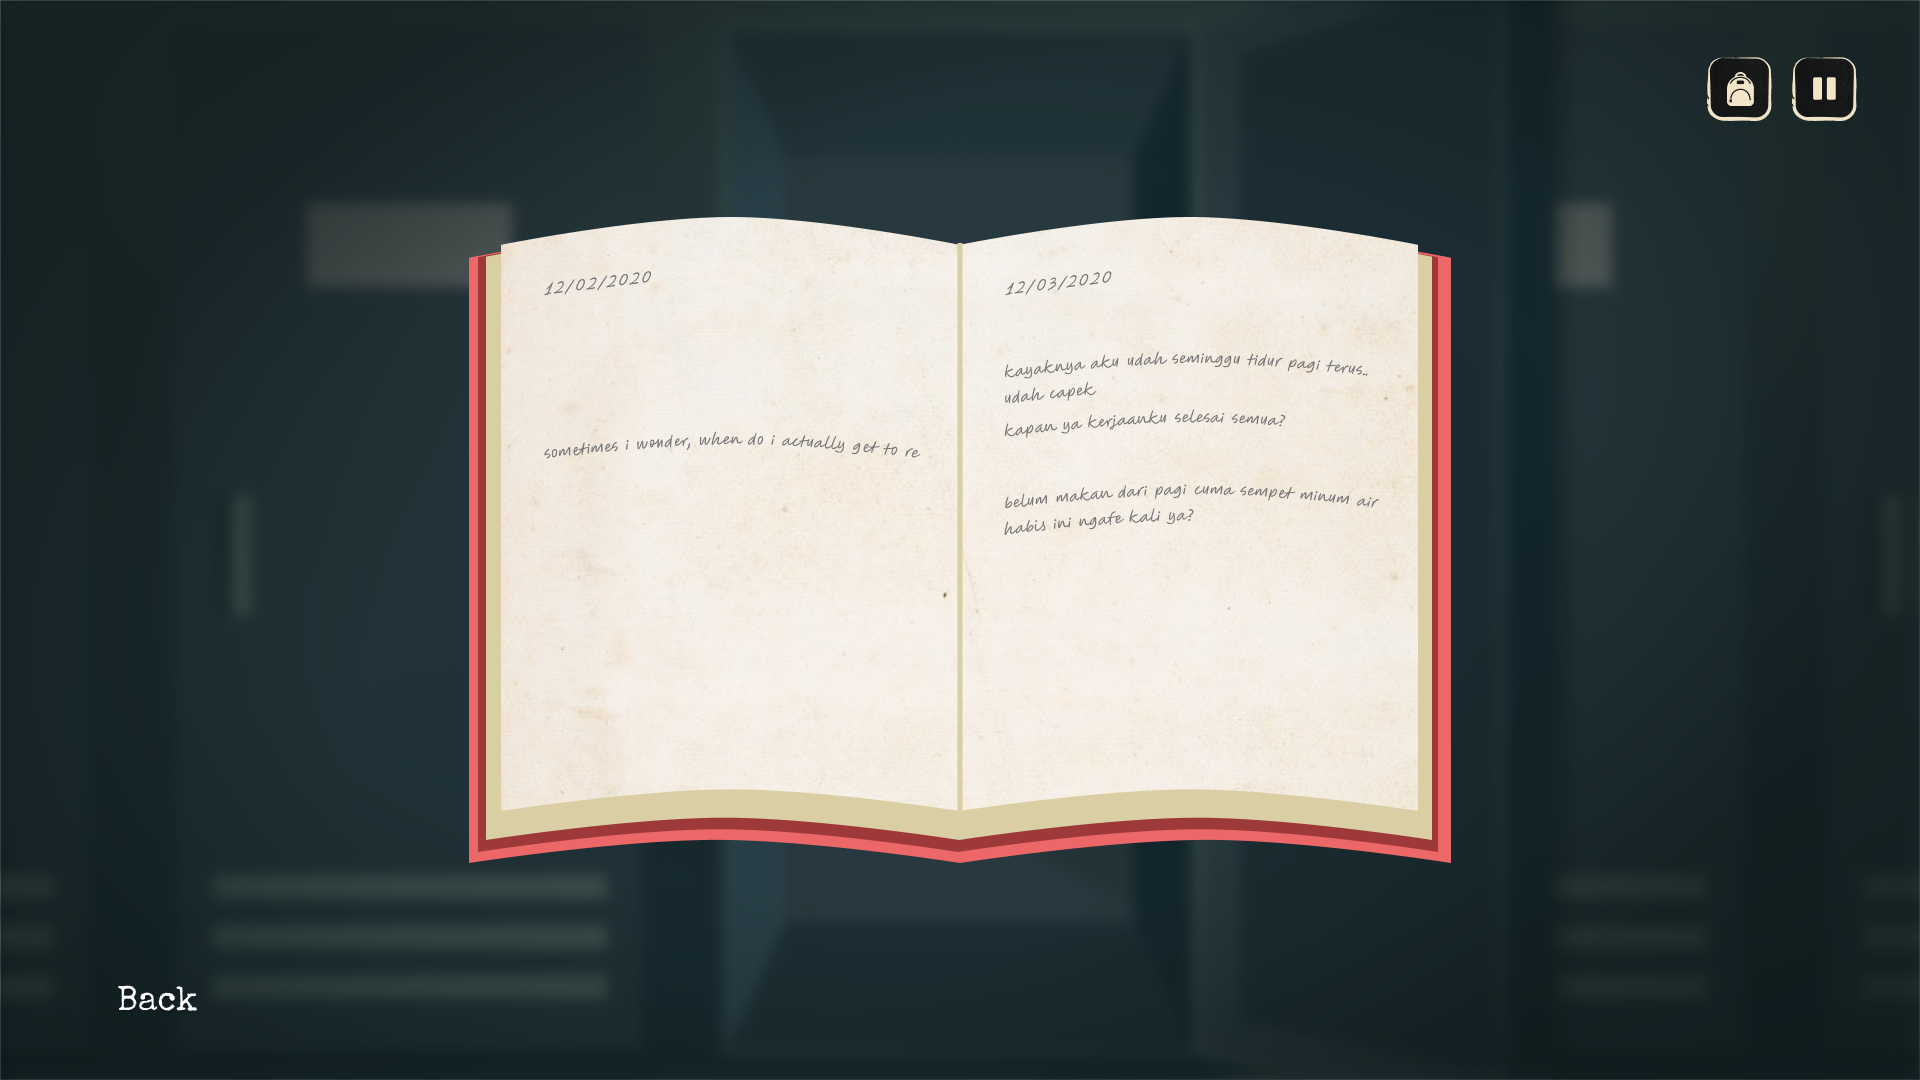 12/02/2020
sometimes i wonder, when do i actually get to re
12/03/2020
kayaknya aku udah seminggu tidur pagi terus..
udah capek
kapan ya kerjaanku selesai semua?
belum makan dari pagi cuma sempet minum air
habis ini ngafe kali ya?
Back